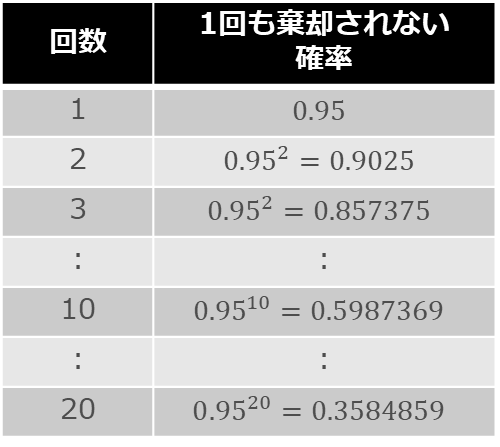 回数
1回も棄却されない
確率
1
0.95
2
0.95² = 0.9025
3
0.95² = 0.857375
:
:
10
0.95¹⁰ = 0.5987369
:
:
20
0.95²⁰ = 0.3584859